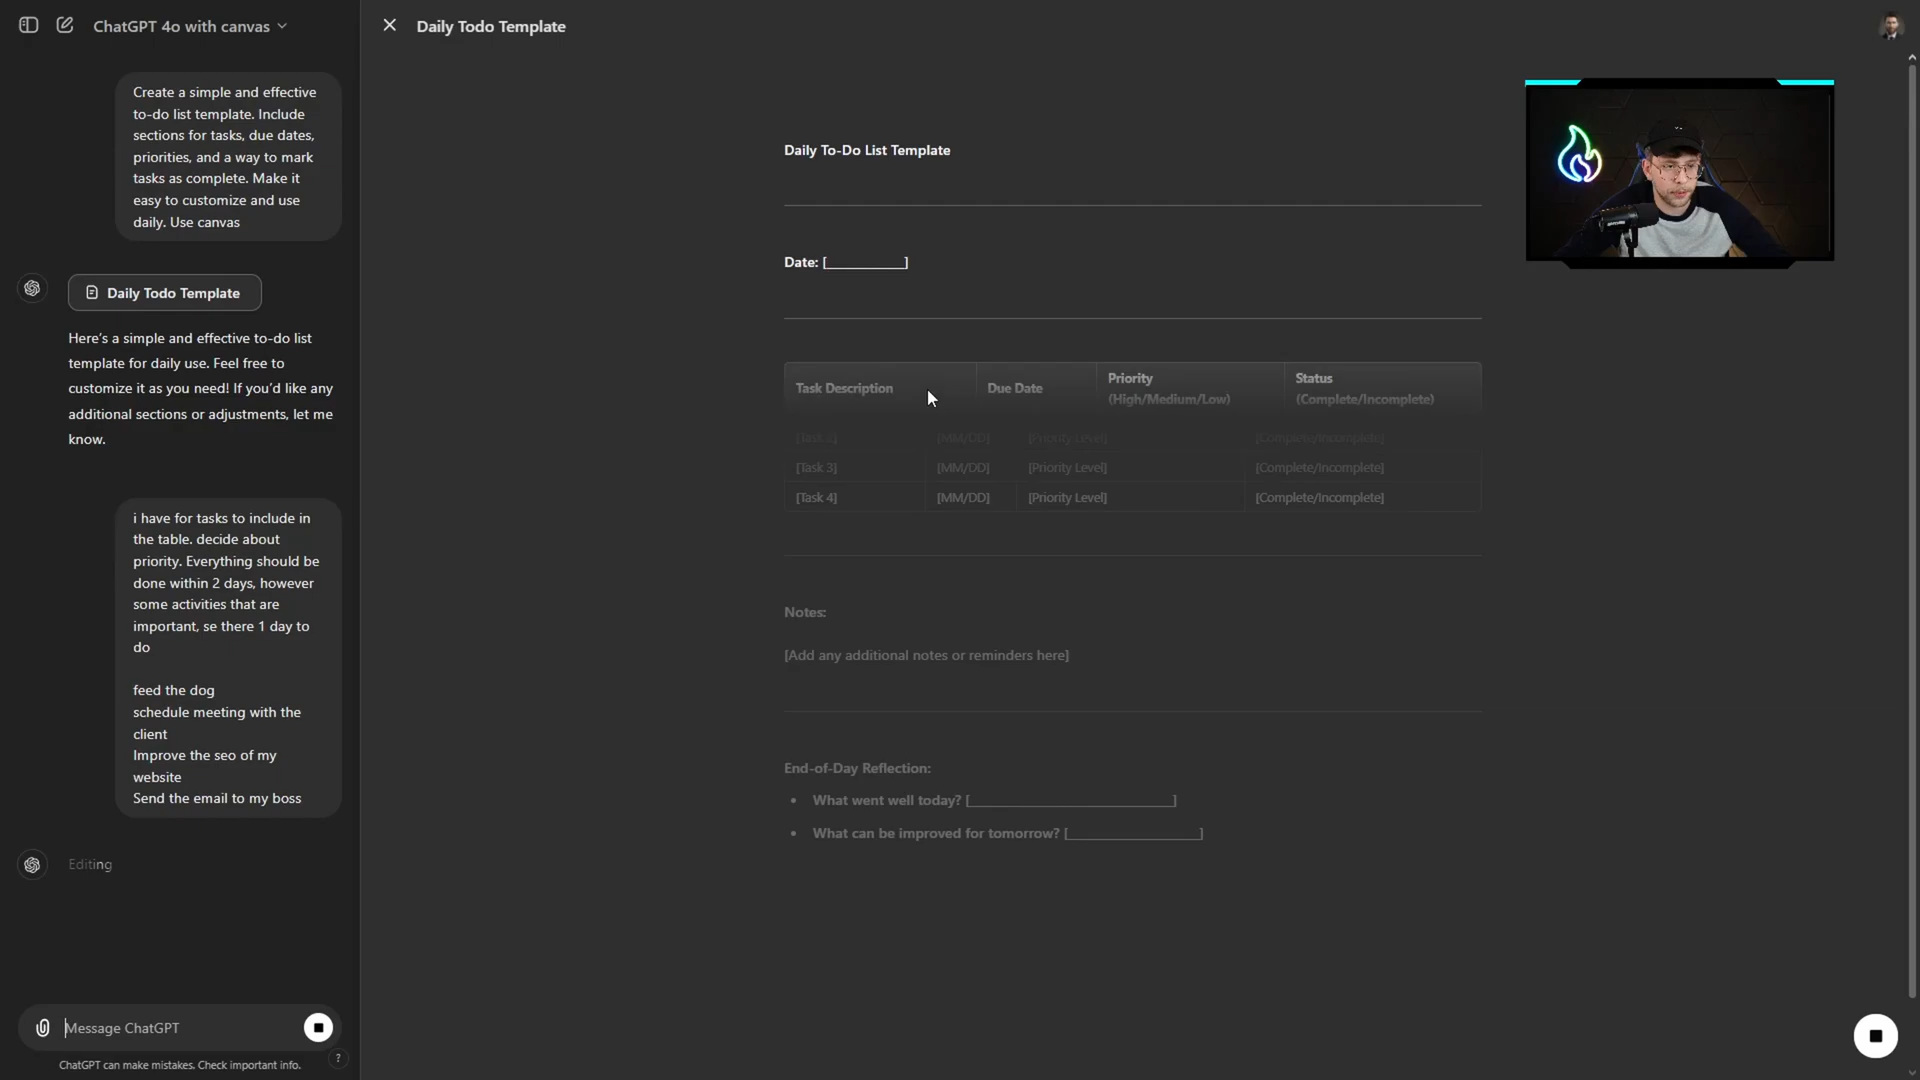 ChatGPT 4o with canvas
Daily Todo Template
Create a simple and effective
to-do list template. Include
sections for tasks, due dates,
priorities, and a way to mark
tasks as complete. Make it
easy to customize and use
daily. Use canvas
Daily Todo Template
Here's a simple and effective to-do list
template for daily use. Feel free to
customize it as you need! If you'd like any
additional sections or adjustments, let me
know.
i have for tasks to include in
the table. decide about
priority. Everything should be
done within 2 days, however
some activities that are
important, se there 1 day to
do
feed the dog
schedule meeting with the
client
Improve the seo of my
website
Send the email to my boss
Editing
Message ChatGPT
ChatGPT can make mistakes. Check important info.
?
Daily To-Do List Template
Date: [___________]
Task Description Due Date Priority (High/Medium/Low) Status (Complete/Incomplete)
[MM/DD] [Priority Level] [Complete/Incomplete]
[Task 3] [MM/DD] [Priority Level] [Complete/Incomplete]
[Task 4] [MM/DD] [Priority Level] [Complete/Incomplete]
Notes:
[Add any additional notes or reminders here]
End-of-Day Reflection:
• What went well today? [____________________________]
• What can be improved for tomorrow? [__________________]